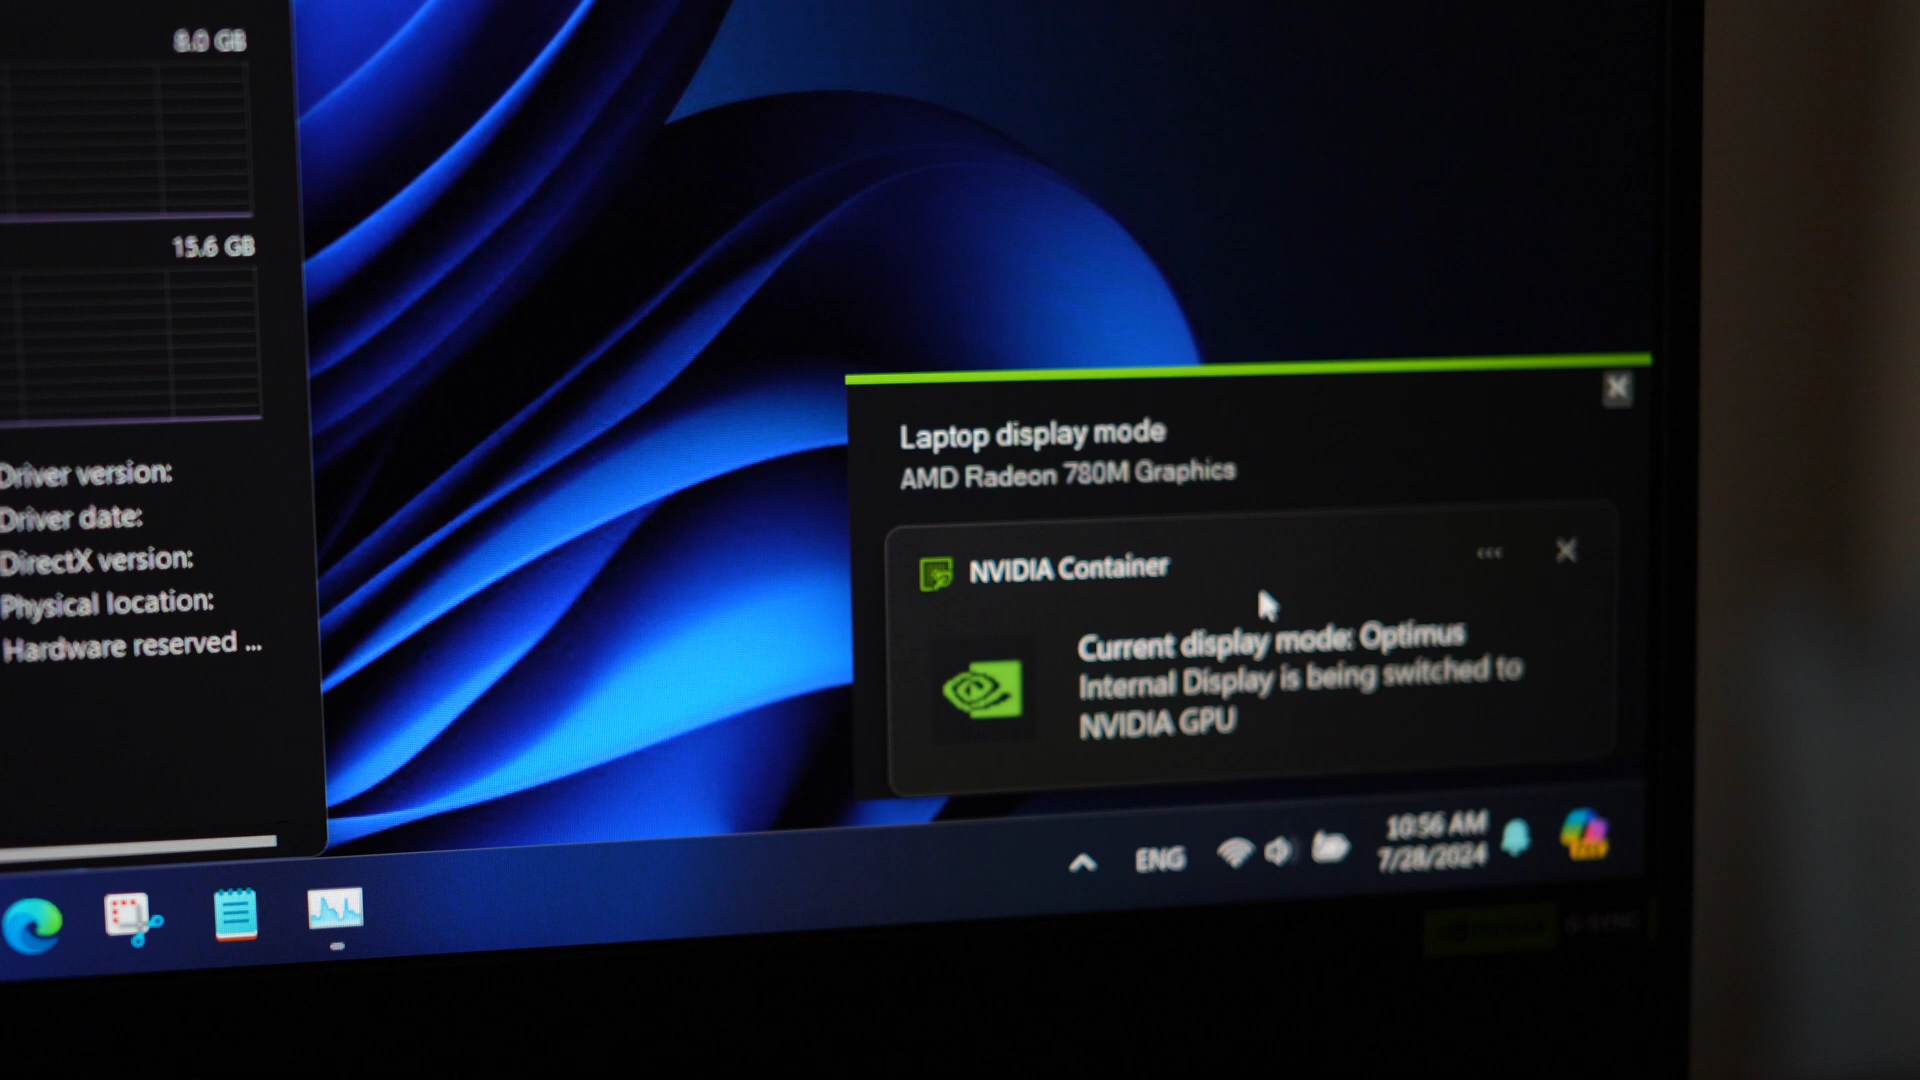 8.0 GB
15.6 GB
Driver version:
Driver date:
DirectX version:
Physical location:
Hardware reserved ...
Laptop display mode
AMD Radeon 780M Graphics
NVIDIA Container
Current display mode: Optimus
Internal Display is being switched to
NVIDIA GPU
ENG
10:56 AM
7/28/2024
G-SYNC